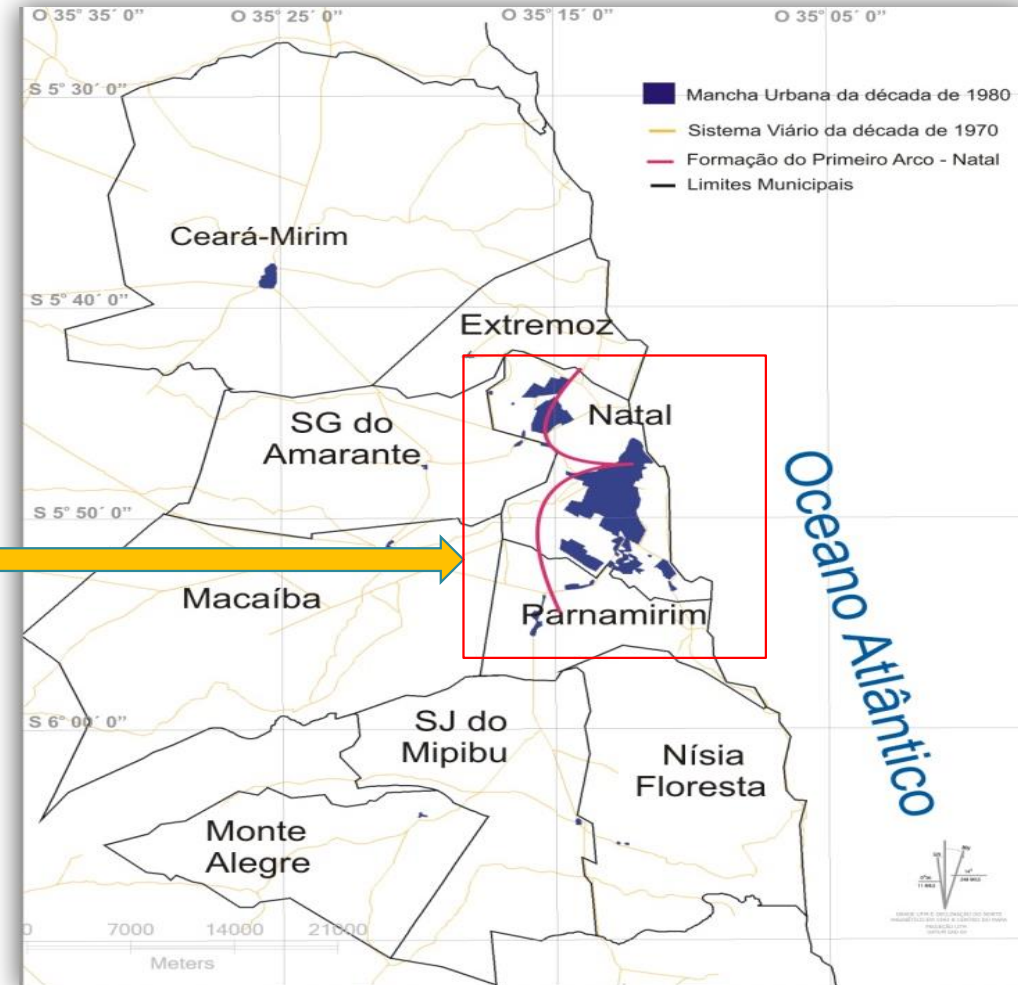 O 35° 35´ 0”
O 35° 25´ 0”
O 35° 15´ 0”
O 35° 05´ 0”
S 5° 30´ 0”
Mancha Urbana da década de 1980
Sistema Viário da década de 1970
Formação do Primeiro Arco - Natal
Limites Municipais
Ceará-Mirim
S 5° 40´ 0”
Extremoz
Natal
SG do
Amarante
S 5° 50´ 0”
Oceano Atlântico
Macaíba
Parnamirim
S 6° 00´ 0”
SJ do
Mipibu
Nísia
Floresta
Monte
Alegre
0 7000 14000 21000
Meters